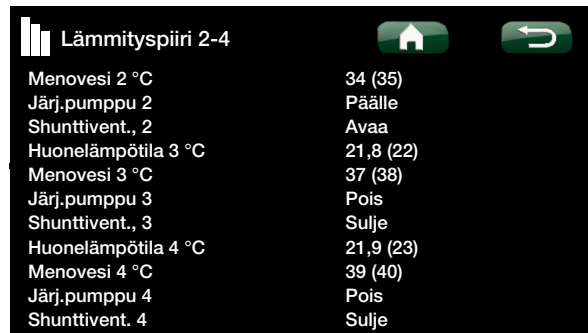 Lämmityspiiri 2-4
Menovesi 2 °C 34 (35)
Järj.pumppu 2 Päälle
Shunttivent., 2 Avaa
Huonelämpötila 3 °C 21,8 (22)
Menovesi 3 °C 37 (38)
Järj.pumppu 3 Pois
Shunttivent., 3 Sulje
Huonelämpötila 4 °C 21,9 (23)
Menovesi 4 °C 39 (40)
Järj.pumppu 4 Pois
Shunttivent. 4 Sulje